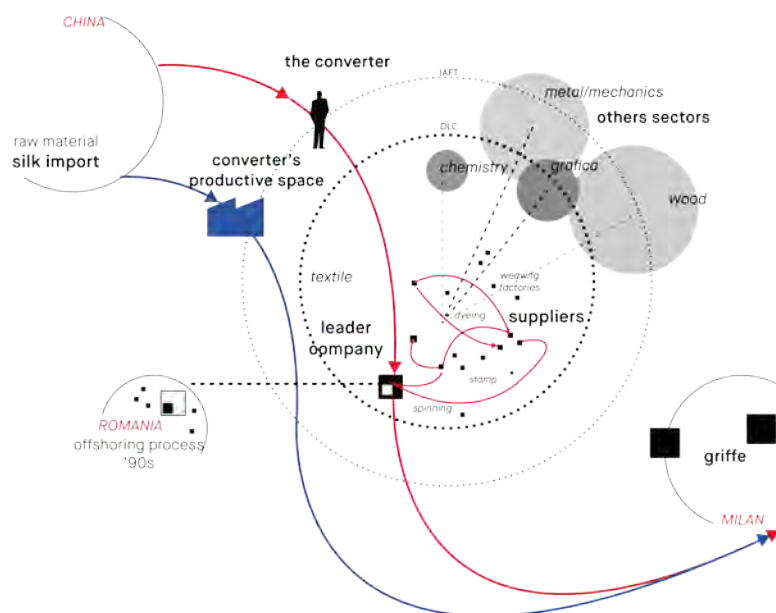 CHINA
the converter
IAFT
metal/mechanics
others sectors
raw material
silk import
DLC
chemistry
grafica
converter's
productive space
wood
textile
weawing
factories
dyeing
suppliers
leader
company
stamp
spinning
ROMANIA
offshoring process
'90s
griffe
MILAN